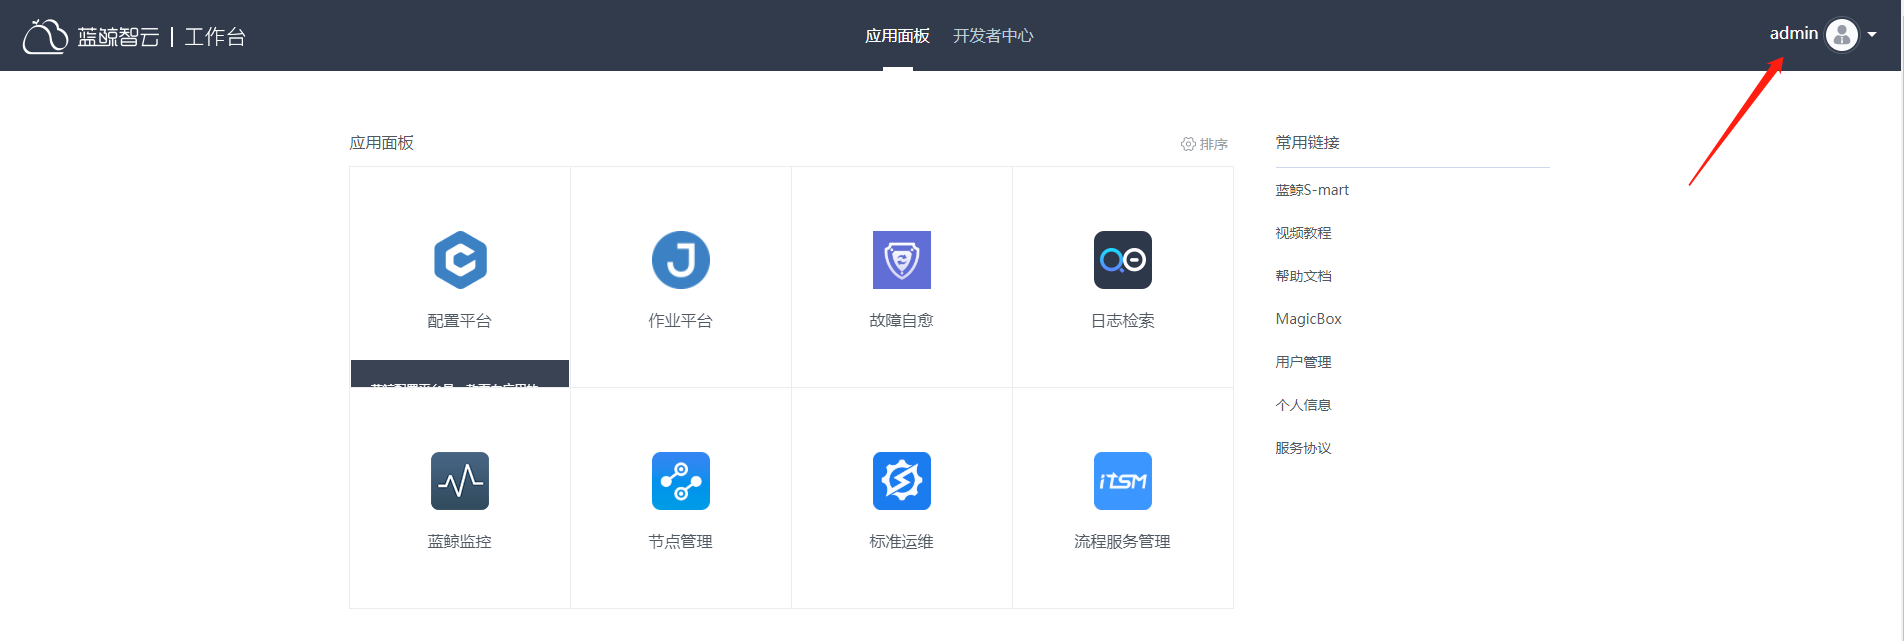 蓝鲸智云 | 工作台
应用面板 开发者中心
admin
应用面板
排序
配置平台
作业平台
故障自愈
日志检索
蓝鲸监控
节点管理
标准运维
iTSM
流程服务管理
常用链接
蓝鲸S-mart
视频教程
帮助文档
MagicBox
用户管理
个人信息
服务协议